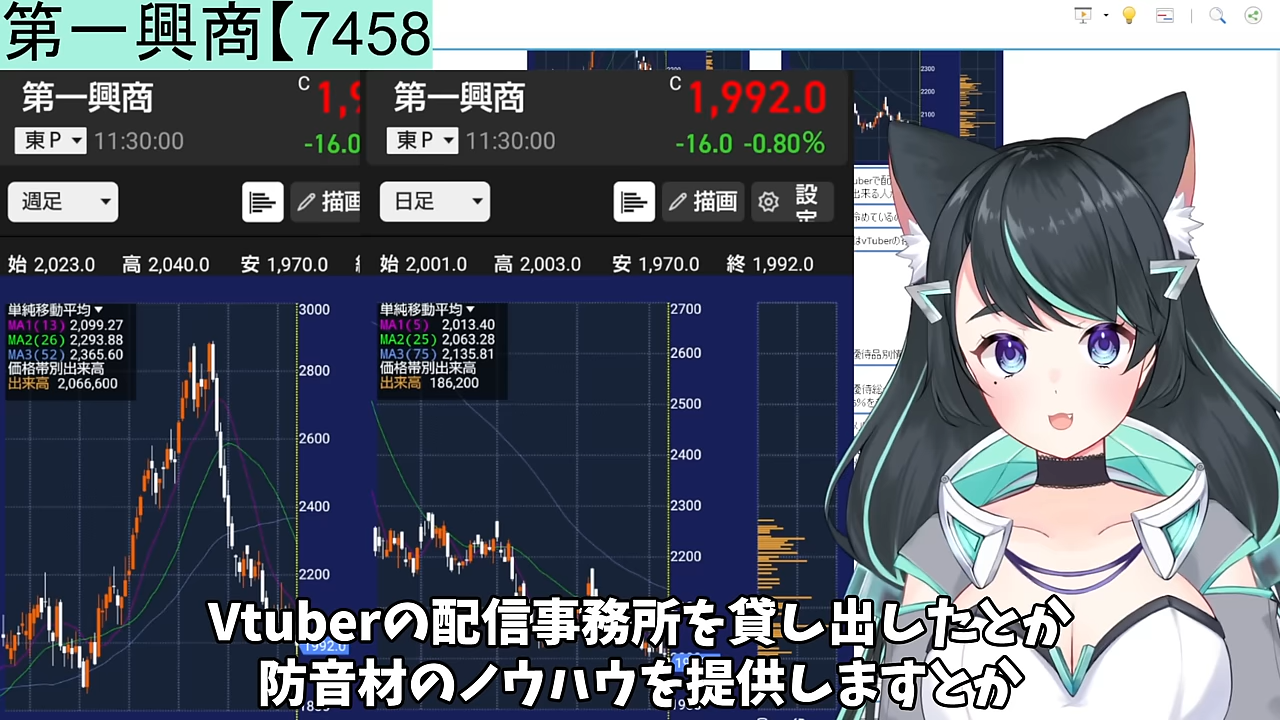 第一興商【7458
第一興商
C
東P
11:30:00
-16.0
週足
描画
始 2,023.0 高 2,040.0 安 1,970.0
単純移動平均
MA1(13) 2,099.27
MA2(26) 2,293.88
MA3(52) 2,365.60
価格帯別出来高
出来高 2,066,600
3000
2800
2600
2400
2200
1992.0
第一興商
C
1,992.0
東P
11:30:00
-16.0 -0.80%
日足
描画
設定
始 2,001.0 高 2,003.0 安 1,970.0 終 1,992.0
単純移動平均
MA1(5) 2,013.40
MA2(25) 2,063.28
MA3(75) 2,135.81
価格帯別出来高
出来高 186,200
2700
2600
2500
2400
2300
2200
2300
2200
2100
Vtuberの配信事務所を貸し出したとか
防音材のノウハウを提供しますとか